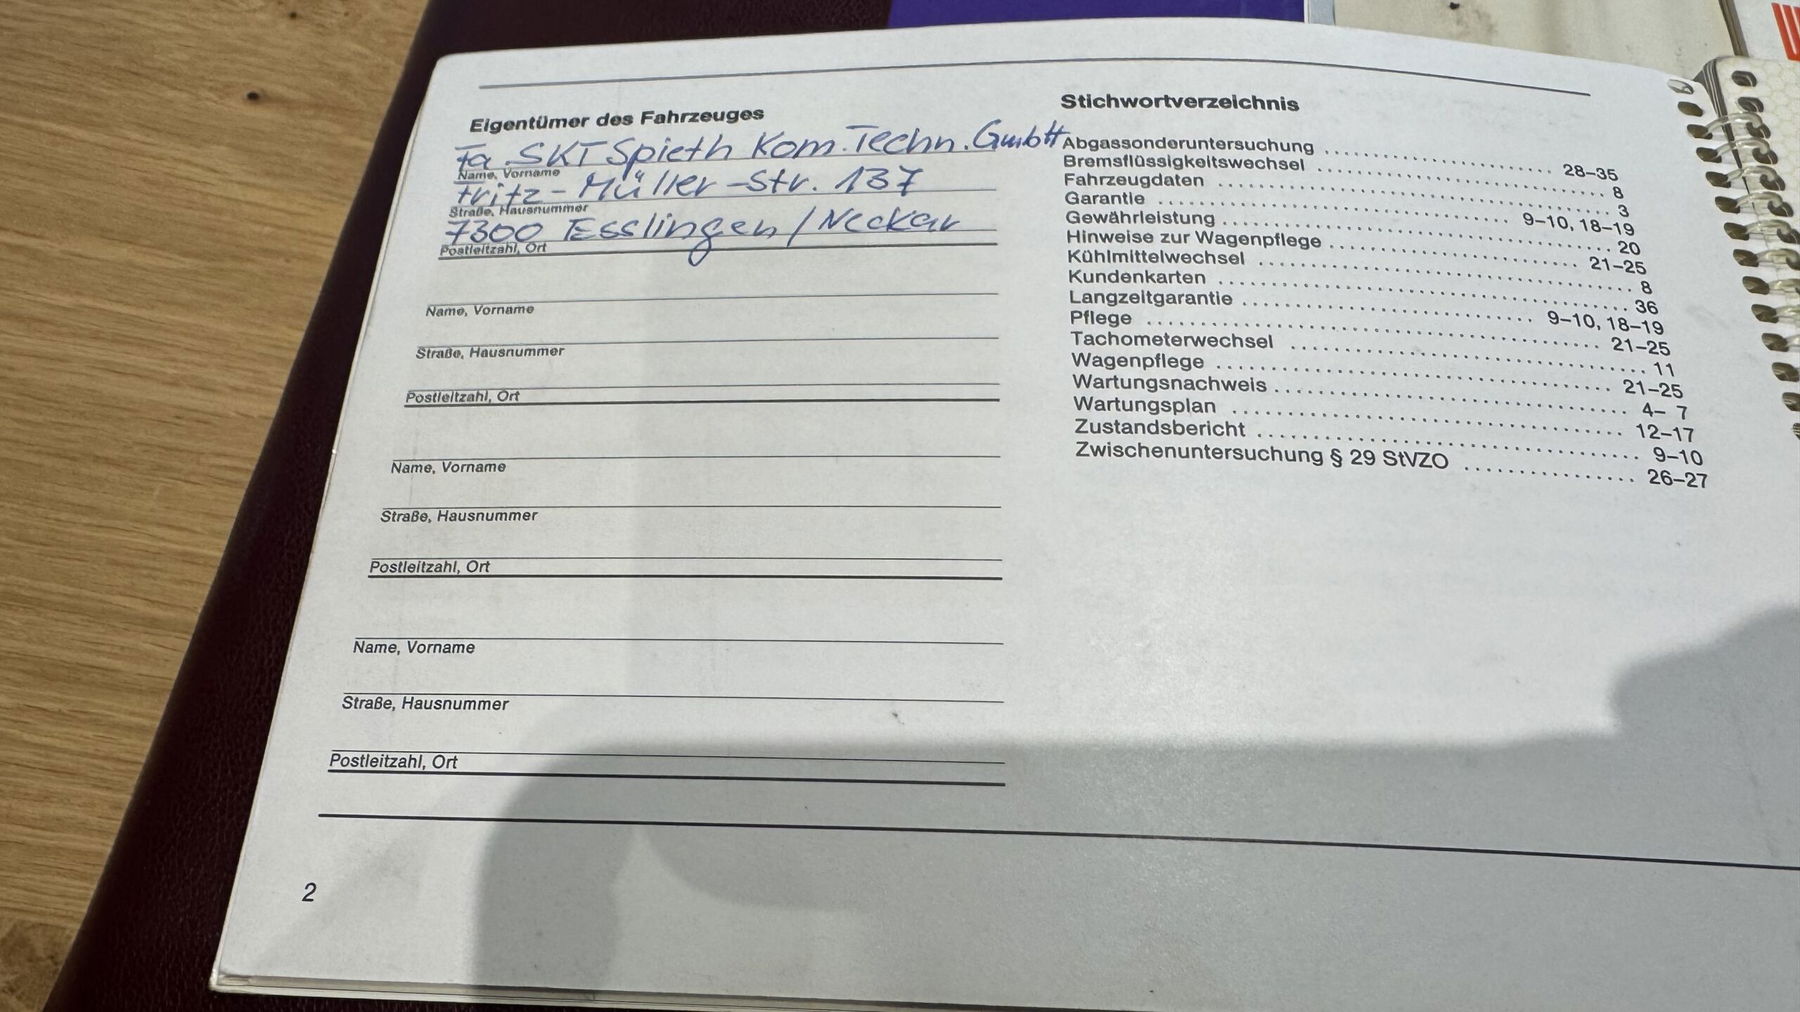 Eigentümer des Fahrzeuges
Fa. SKT Spieth Kom. Techn. GmbH
Name, Vorname
Fritz-Müller-Str. 137
Straße, Hausnummer
7300 Esslingen/Neckar
Postleitzahl, Ort
Name, Vorname
Straße, Hausnummer
Postleitzahl, Ort
Name, Vorname
Straße, Hausnummer
Postleitzahl, Ort
Name, Vorname
Straße, Hausnummer
Postleitzahl, Ort
2
Stichwortverzeichnis
Abgassonderuntersuchung ........ 28–35
Bremsflüssigkeitswechsel ........ 8
Fahrzeugdaten ........ 3
Garantie ........ 9–10, 18–19
Gewährleistung ........ 20
Hinweise zur Wagenpflege ........ 21–25
Kühlmittelwechsel ........ 8
Kundenkarten ........ 36
Langzeitgarantie ........ 9–10, 18–19
Pflege ........ 21–25
Tachometerwechsel ........ 11
Wagenpflege ........ 21–25
Wartungsnachweis ........ 4– 7
Wartungsplan ........ 12–17
Zustandsbericht ........ 9–10
Zwischenuntersuchung § 29 StVZO ........ 26–27